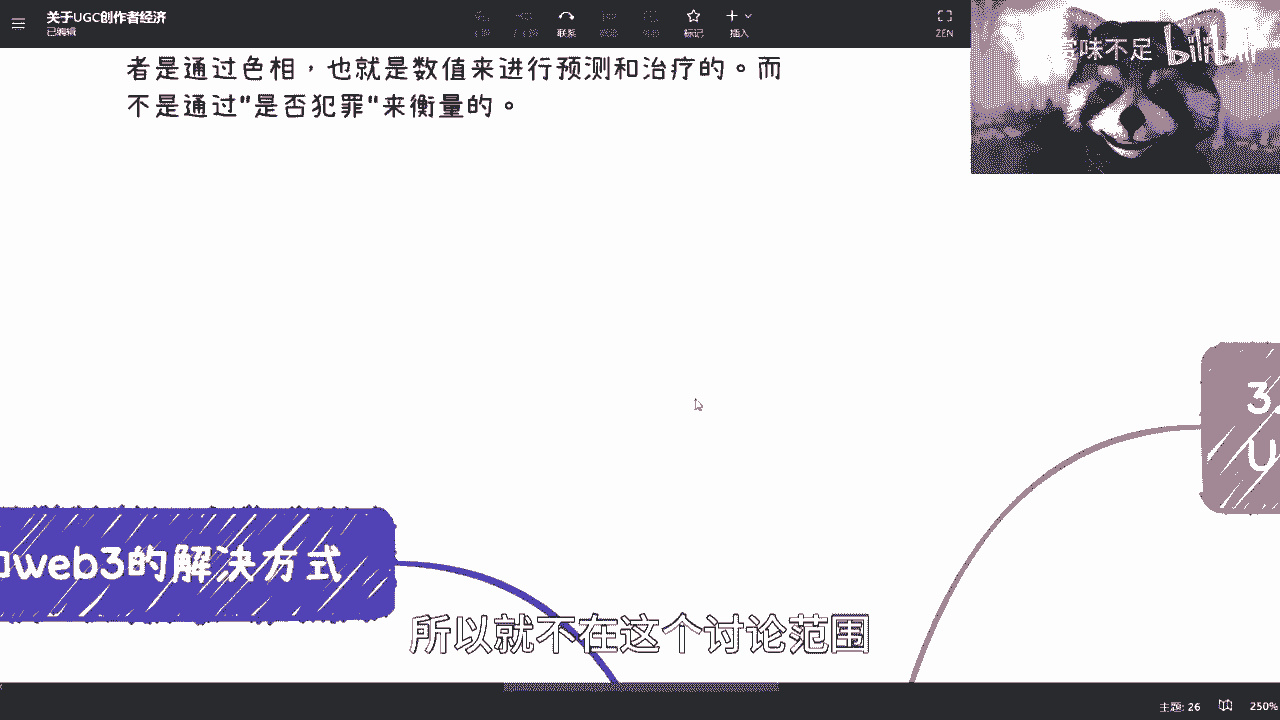 关于UGC创作者经济
已编辑
联系
标记
插入
ZEN
赏味不足 bilibili
者是通过色相，也就是数值来进行预测和治疗的。而
不是通过"是否犯罪"来衡量的。
3.
U
web3的解决方式
所以就不在这个讨论范围
主题: 26
250%